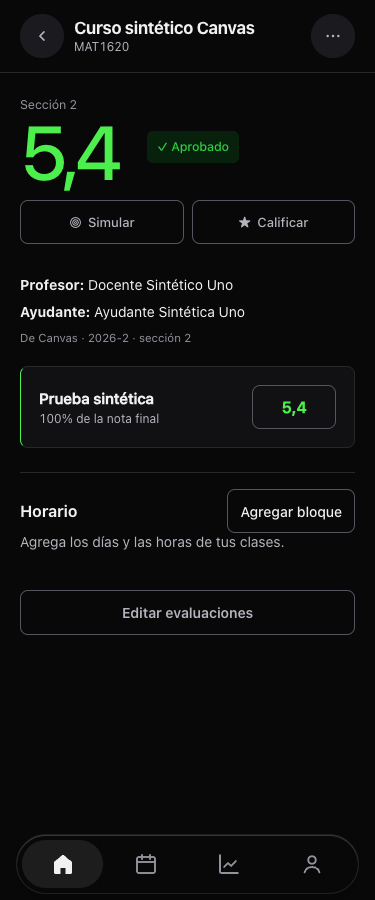 Curso sintético Canvas
MAT1620
Sección 2
5,4
Aprobado
Simular
Calificar
Profesor: Docente Sintético Uno
Ayudante: Ayudante Sintética Uno
De Canvas · 2026-2 · sección 2
Prueba sintética
100% de la nota final
5,4
Horario
Agregar bloque
Agrega los días y las horas de tus clases.
Editar evaluaciones